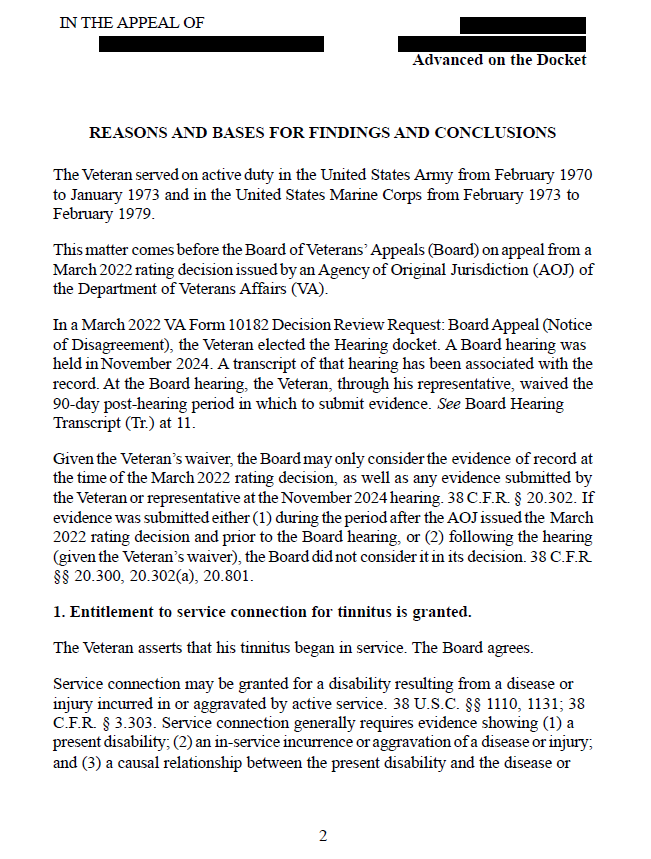 IN THE APPEAL OF
Advanced on the Docket
REASONS AND BASES FOR FINDINGS AND CONCLUSIONS
The Veteran served on active duty in the United States Army from February 1970
to January 1973 and in the United States Marine Corps from February 1973 to
February 1979.
This matter comes before the Board of Veterans’ Appeals (Board) on appeal from a
March 2022 rating decision issued by an Agency of Original Jurisdiction (AOJ) of
the Department of Veterans Affairs (VA).
In a March 2022 VA Form 10182 Decision Review Request: Board Appeal (Notice
of Disagreement), the Veteran elected the Hearing docket. A Board hearing was
held in November 2024. A transcript of that hearing has been associated with the
record. At the Board hearing, the Veteran, through his representative, waived the
90-day post-hearing period in which to submit evidence. See Board Hearing
Transcript (Tr.) at 11.
Given the Veteran’s waiver, the Board may only consider the evidence of record at
the time of the March 2022 rating decision, as well as any evidence submitted by
the Veteran or representative at the November 2024 hearing. 38 C.F.R. § 20.302. If
evidence was submitted either (1) during the period after the AOJ issued the March
2022 rating decision and prior to the Board hearing, or (2) following the hearing
(given the Veteran’s waiver), the Board did not consider it in its decision. 38 C.F.R.
§§ 20.300, 20.302(a), 20.801.
1. Entitlement to service connection for tinnitus is granted.
The Veteran asserts that his tinnitus began in service. The Board agrees.
Service connection may be granted for a disability resulting from a disease or
injury incurred in or aggravated by active service. 38 U.S.C. §§ 1110, 1131; 38
C.F.R. § 3.303. Service connection generally requires evidence showing (1) a
present disability; (2) an in-service incurrence or aggravation of a disease or injury;
and (3) a causal relationship between the present disability and the disease or
2